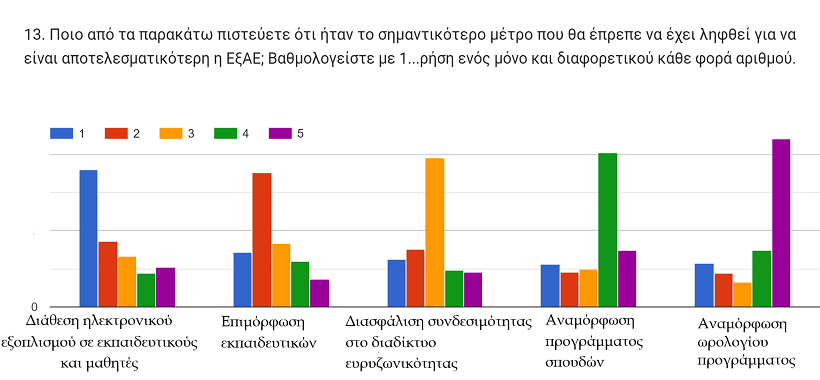 13. Ποιο από τα παρακάτω πιστεύετε ότι ήταν το σημαντικότερο μέτρο που θα έπρεπε να έχει ληφθεί για να
είναι αποτελεσματικότερη η ΕξΑΕ; Βαθμολογείστε με 1...ρήση ενός μόνο και διαφορετικού κάθε φορά αριθμού.
1 2 3 4 5
0
Διάθεση ηλεκτρονικού
εξοπλισμού σε εκπαιδευτικούς
και μαθητές
Επιμόρφωση
εκπαιδευτικών
Διασφάλιση συνδεσιμότητας
στο διαδίκτυο
ευρυζωνικότητας
Αναμόρφωση
προγράμματος
σπουδών
Αναμόρφωση
ωρολογίου
προγράμματος